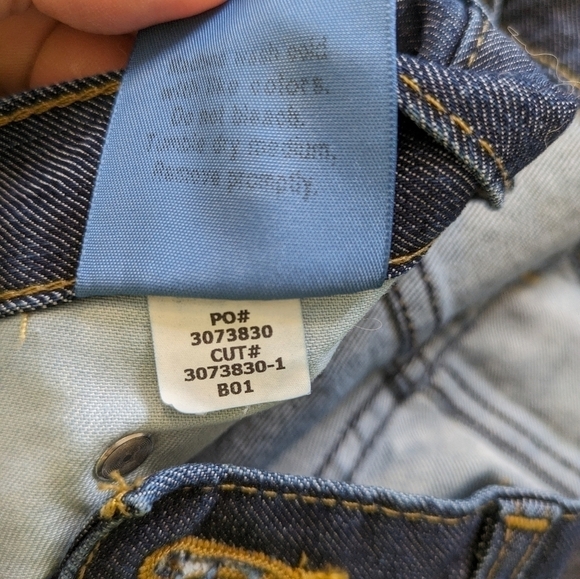 wash cold
with like colors.
Do not bleach.
Tumble dry medium.
Remove promptly.
PO#
3073830
CUT#
3073830-1
B01